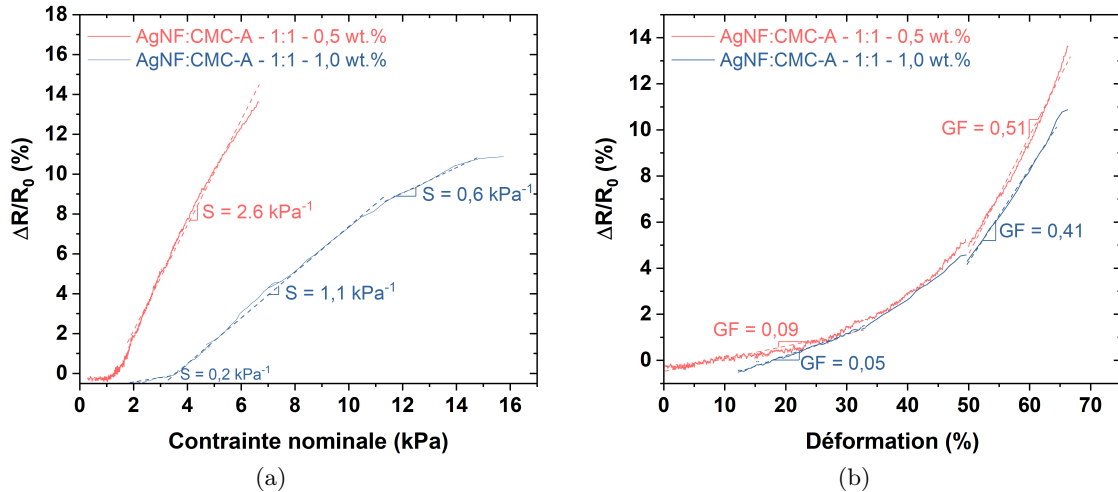 AgNF:CMC-A - 1:1 - 0,5 wt.%
AgNF:CMC-A - 1:1 - 1,0 wt.%
ΔR/R0 (%)
18
16
14
12
10
8
6
4
2
0
S = 2.6 kPa-1
S = 0,6 kPa-1
S = 1,1 kPa-1
S = 0,2 kPa-1
0 2 4 6 8 10 12 14 16
Contrainte nominale (kPa)
(a)
AgNF:CMC-A - 1:1 - 0,5 wt.%
AgNF:CMC-A - 1:1 - 1,0 wt.%
ΔR/R0 (%)
14
12
10
8
6
4
2
0
GF = 0,51
GF = 0,41
GF = 0,09
GF = 0,05
0 10 20 30 40 50 60 70
Déformation (%)
(b)